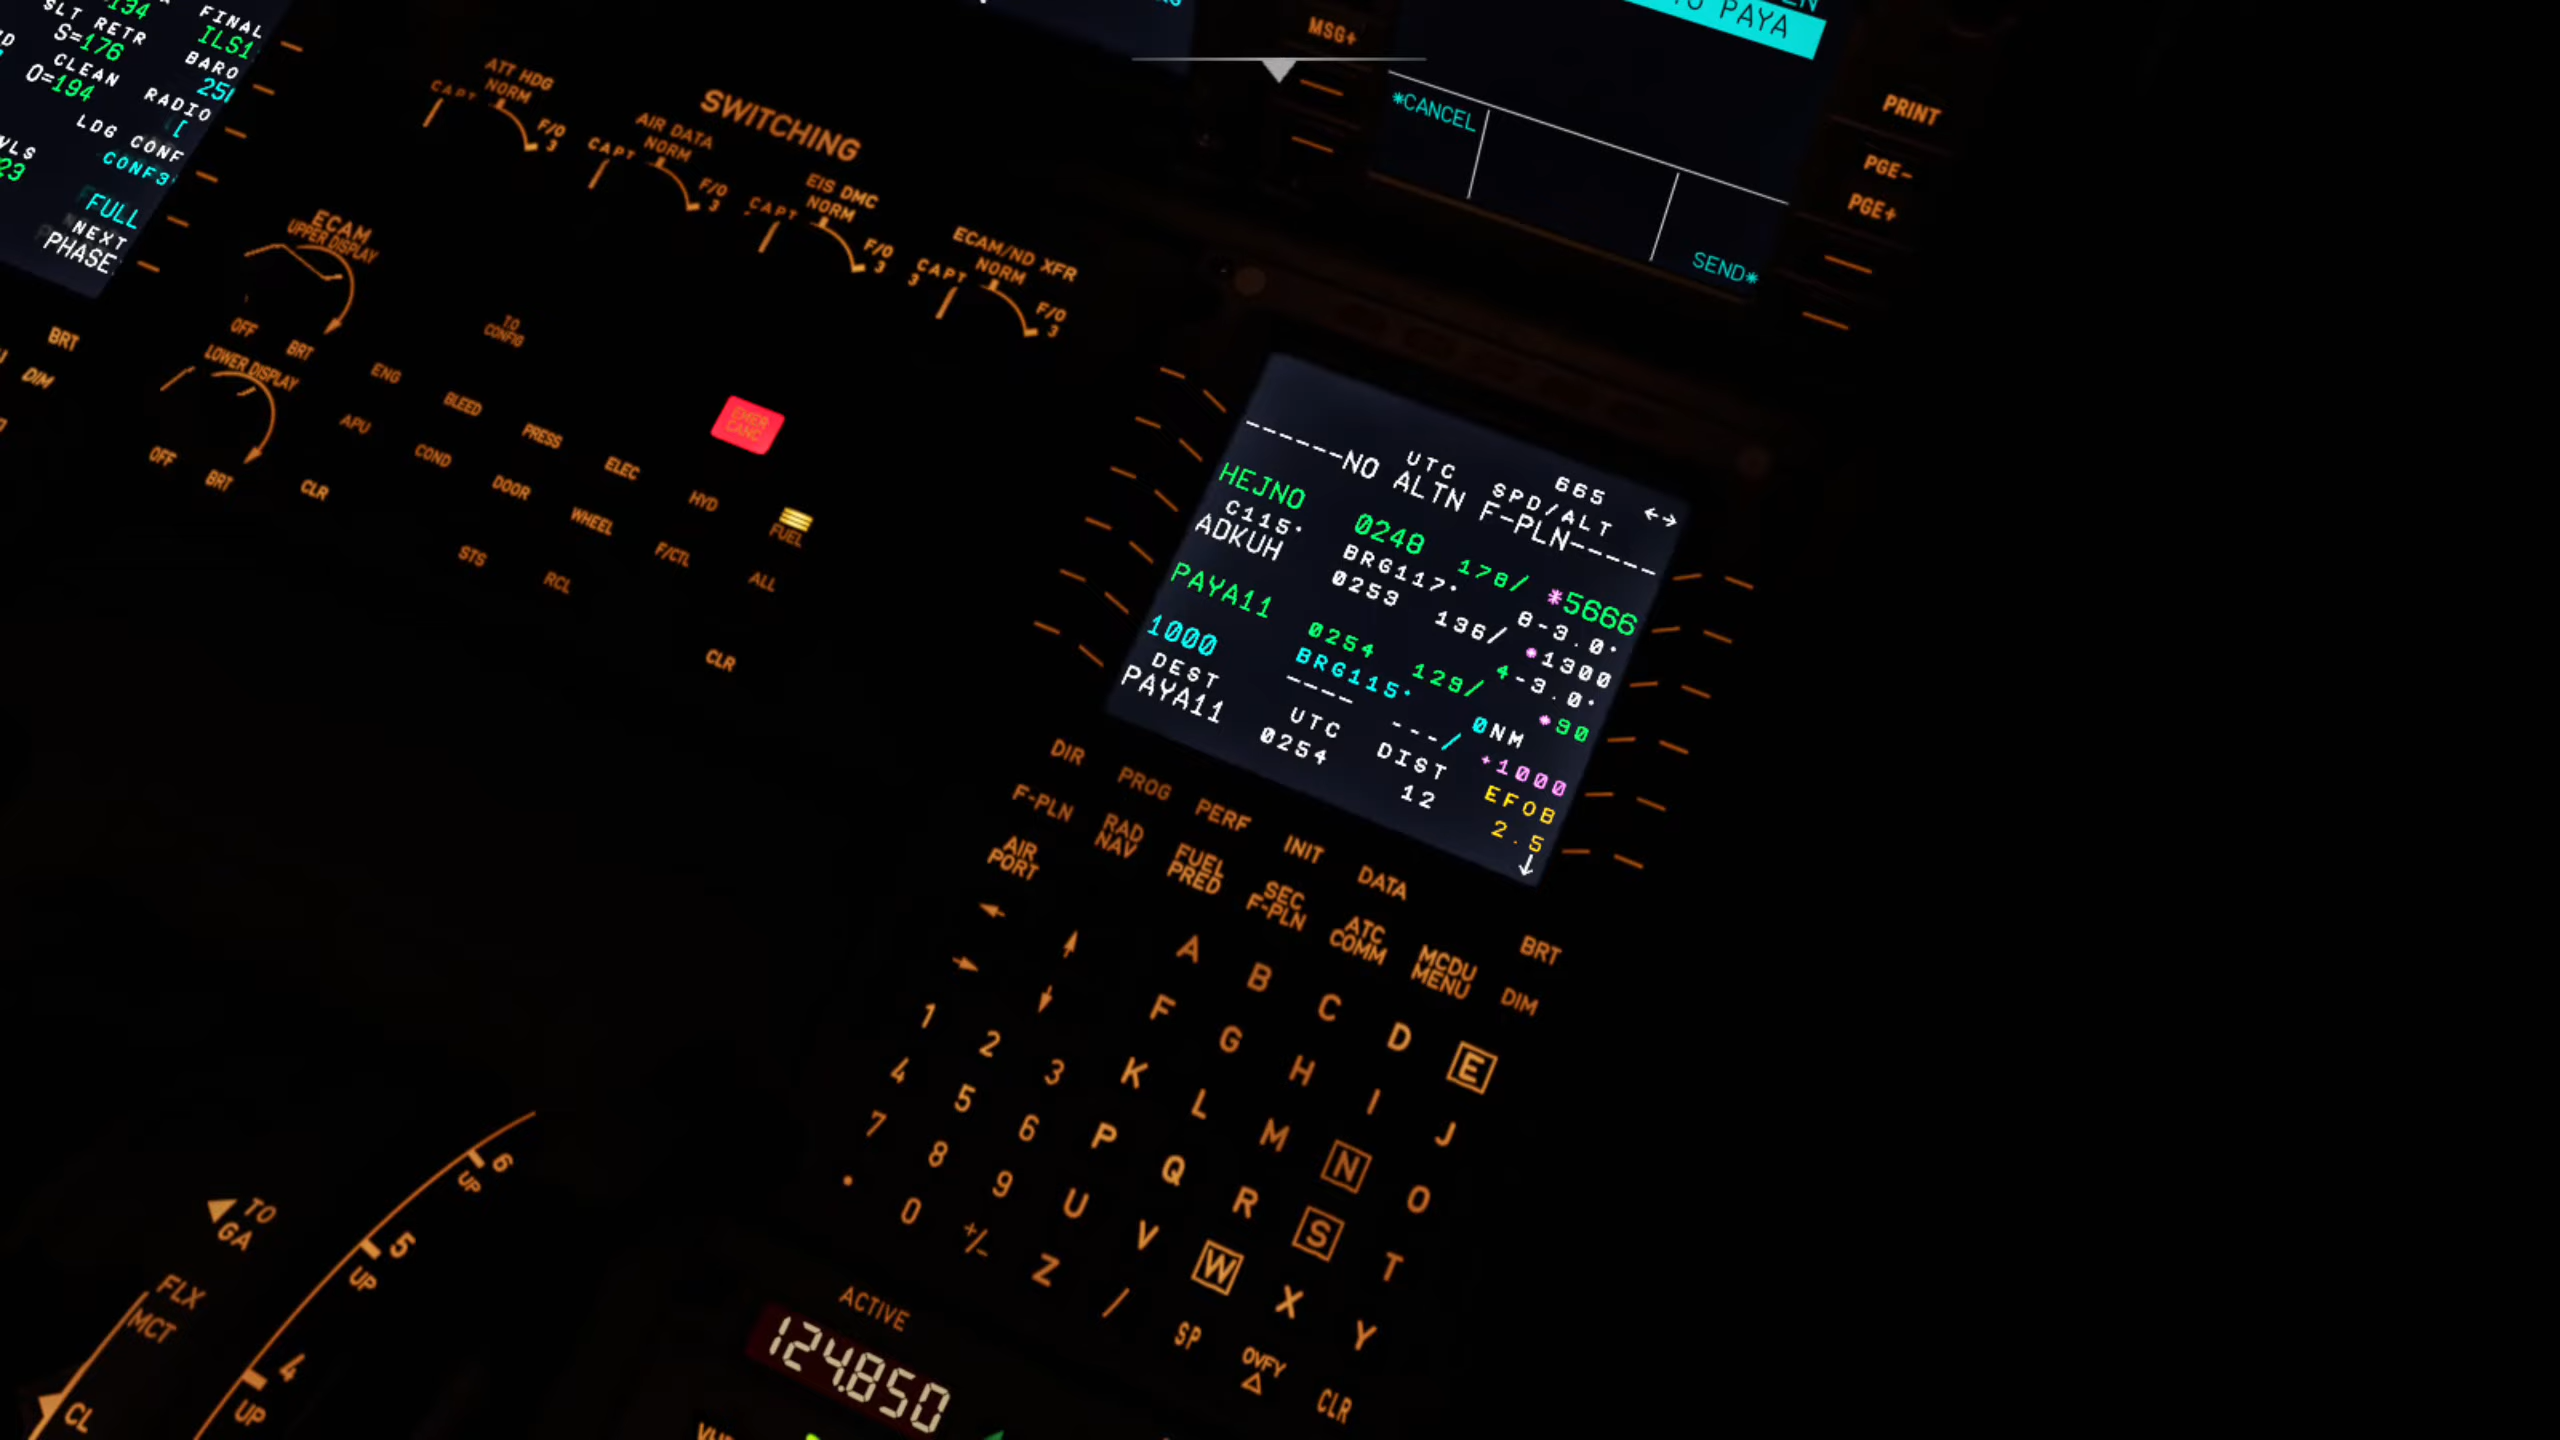 SLT RETR
S=176
CLEAN
O=194
FINAL
ILS1
BARO
RADIO
[
LDG CONF
CONF3
FULL
NEXT
PHASE
BRT
DIM
SWITCHING
ATT HDG
CAPT NORM F/O
3
AIR DATA
CAPT NORM F/O
3
EIS DMC
CAPT NORM F/O
3
ECAM/ND XFR
CAPT NORM F/O
3
ECAM
UPPER DISPLAY
OFF BRT
LOWER DISPLAY
OFF BRT
TO
CONFIG
EMER
CANC
ENG BLEED PRESS ELEC HYD FUEL
APU COND DOOR WHEEL F/CTL ALL
CLR STS RCL CLR
MSG+
PAYA
*CANCEL
SEND*
PRINT
PGE-
PGE+
665 ←→
UTC SPD/ALT
------NO ALTN F-PLN------
HEJNO 0248 178/ *5666
C115° BRG117° 8-3.0°
ADKUH 0253 136/ *1300
4-3.0°
PAYA11 0254 129/ *90
BRG115° 0NM
1000 ---- ---/ +1000
DEST UTC DIST EFOB
PAYA11 0254 12 2.5
↓
DIR PROG PERF INIT DATA BRT
F-PLN RAD
NAV FUEL
PRED SEC
F-PLN ATC
COMM MCDU
MENU DIM
AIR
PORT
← ↑ A B C D E
→ ↓ F G H I J
1 2 3 K L M N O
4 5 6 P Q R S T
7 8 9 U V W X Y
. 0 +/- Z / SP OVFY
Δ CLR
TO
GA
FLX
MCT
CL
6
UP
5
UP
4
UP
ACTIVE
124.850